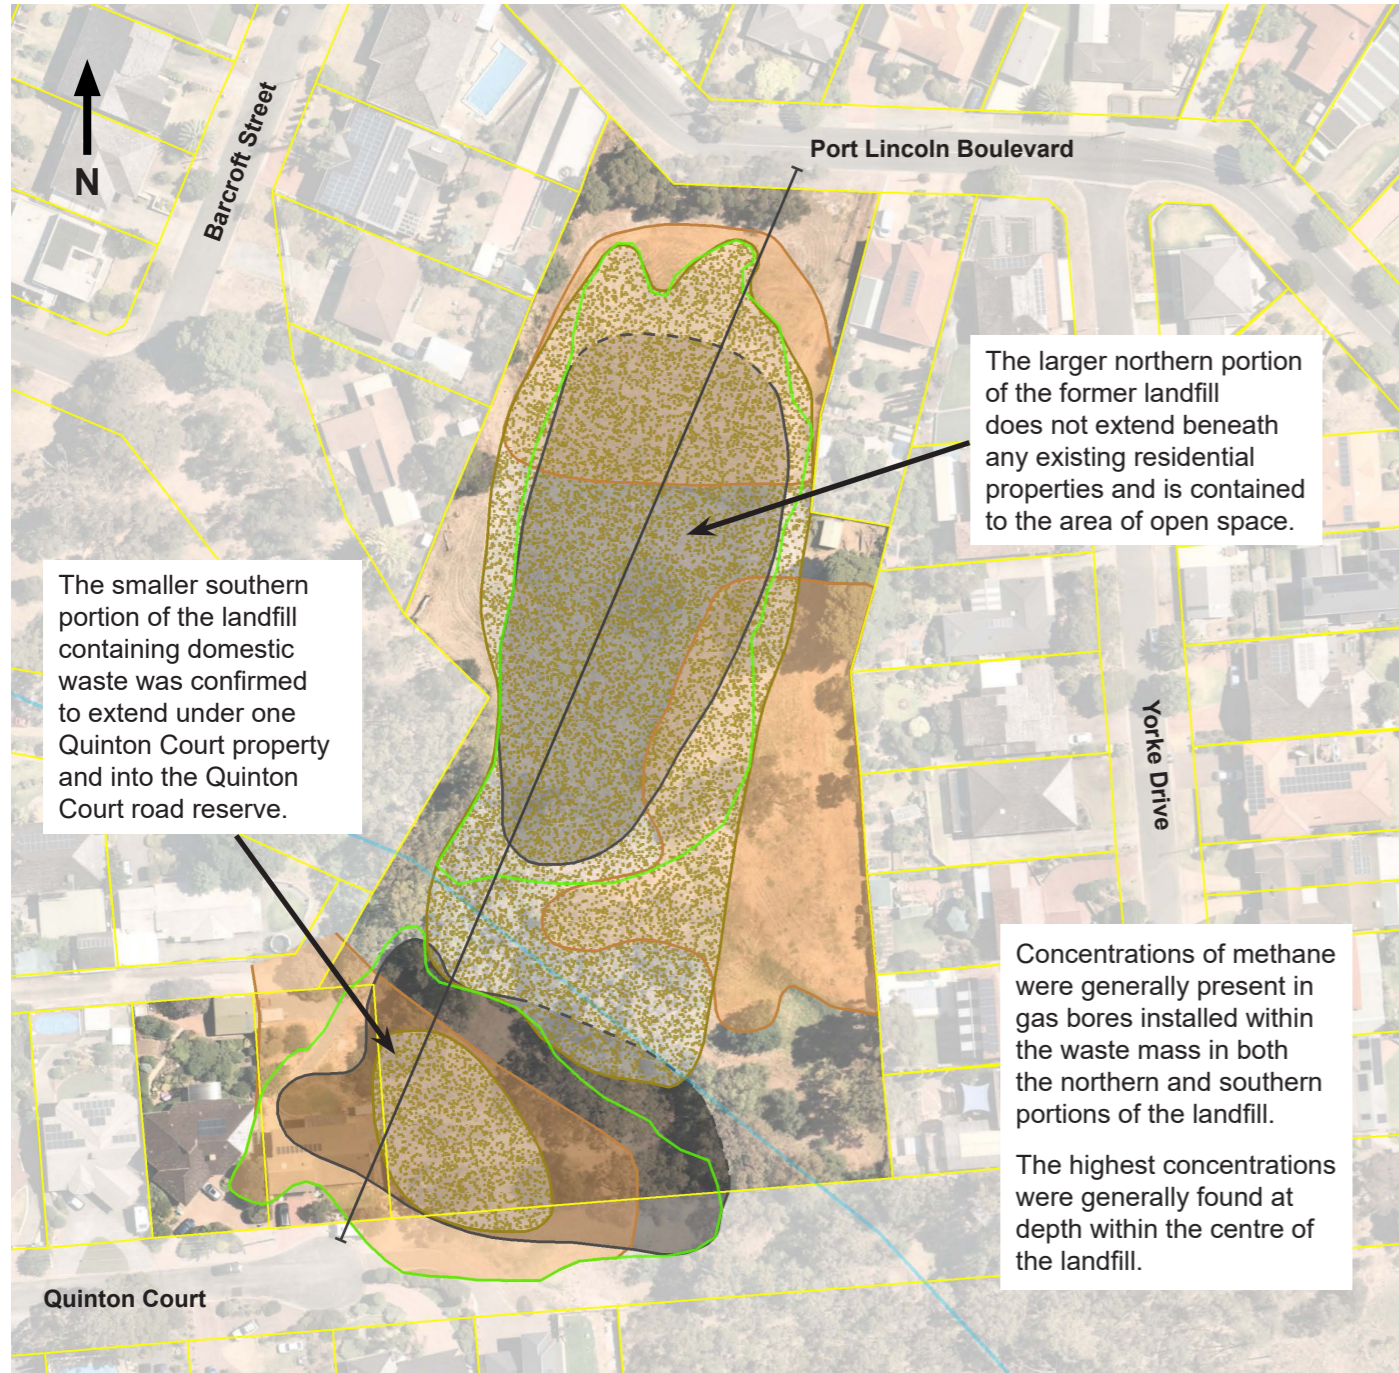 Port Lincoln Boulevard
Barcroft Street
N
The larger northern portion
of the former landfill
does not extend beneath
any existing residential
properties and is contained
to the area of open space.
The smaller southern
portion of the landfill
containing domestic
waste was confirmed
to extend under one
Quinton Court property
and into the Quinton
Court road reserve.
Yorke Drive
Concentrations of methane
were generally present in
gas bores installed within
the waste mass in both
the northern and southern
portions of the landfill.
The highest concentrations
were generally found at
depth within the centre of
the landfill.
Quinton Court